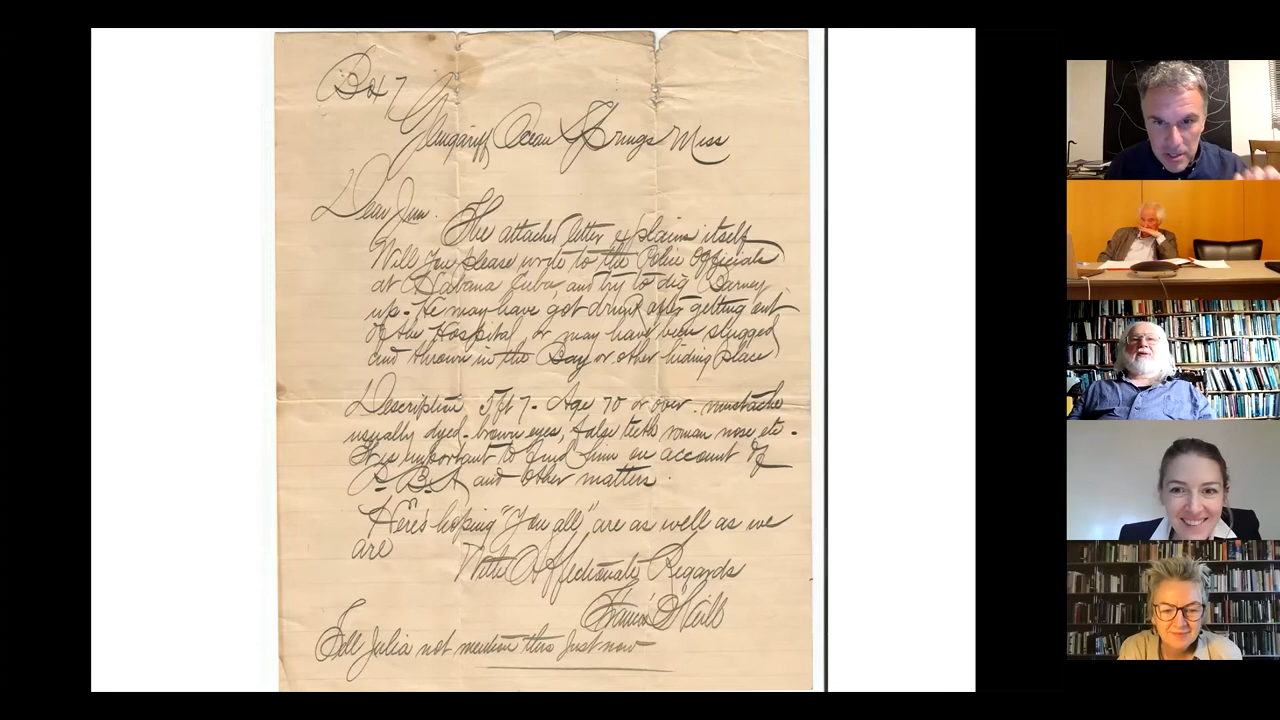 Box 7
Glengariff Ocean Springs Miss
Dear Jim. The attached letter explains itself
Will you please write to the Police Officials
at Habana Cuba, and try to dig Barney
up. He may have got drunk after getting out
of the Hospital or may have been slugged
and thrown in the Bay or other hiding place
Description 5 ft 7 - Age 70 or over. mustache
usually dyed - brown eyes, false teeth roman nose etc -
It is important to find him on account of
P. B. A and other matters.
Here's hoping "You all" are as well as we
are
With Affectionate Regards
Francis O'Neill
Tell Julia not mention this just now